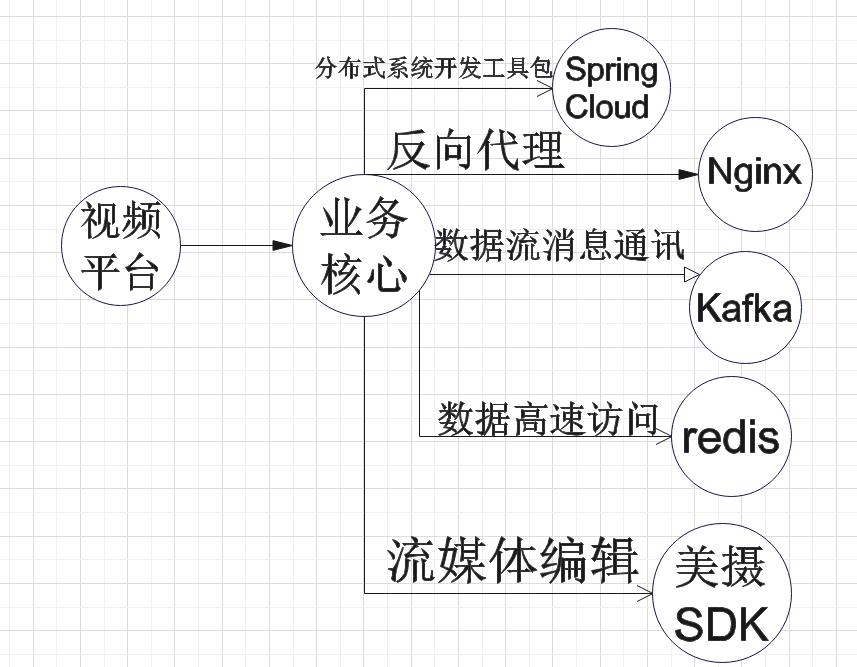 分布式系统开发工具包
Spring
Cloud
反向代理
Nginx
视频
平台
业务
核心
数据流消息通讯
Kafka
数据高速访问
redis
流媒体编辑
美摄
SDK